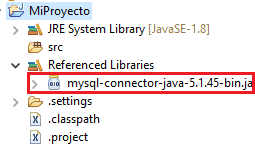 MiProyecto
JRE System Library [JavaSE-1.8]
src
Referenced Libraries
mysql-connector-java-5.1.45-bin.ja
.settings
.classpath
.project